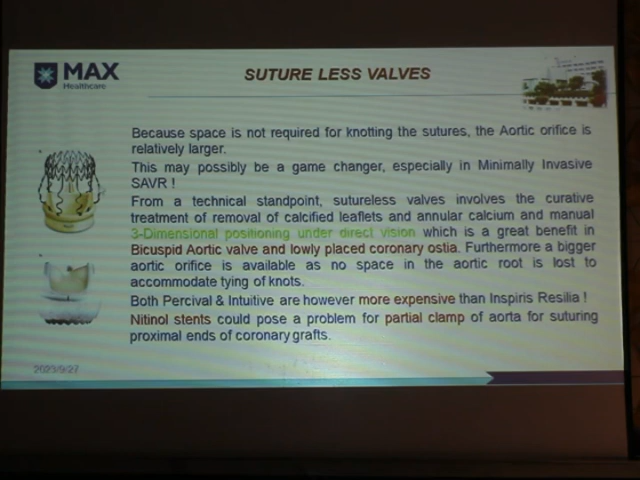 MAX
Healthcare
SUTURE LESS VALVES
Because space is not required for knotting the sutures, the Aortic orifice is
relatively larger.
This may possibly be a game changer, especially in Minimally Invasive
SAVR !
From a technical standpoint, sutureless valves involves the curative
treatment of removal of calcified leaflets and annular calcium and manual
3-Dimensional positioning under direct vision which is a great benefit in
Bicuspid Aortic valve and lowly placed coronary ostia. Furthermore a bigger
aortic orifice is available as no space in the aortic root is lost to
accommodate tying of knots.
Both Percival & Intuitive are however more expensive than Inspiris Resilia !
Nitinol stents could pose a problem for partial clamp of aorta for suturing
proximal ends of coronary grafts.
2023/9/27